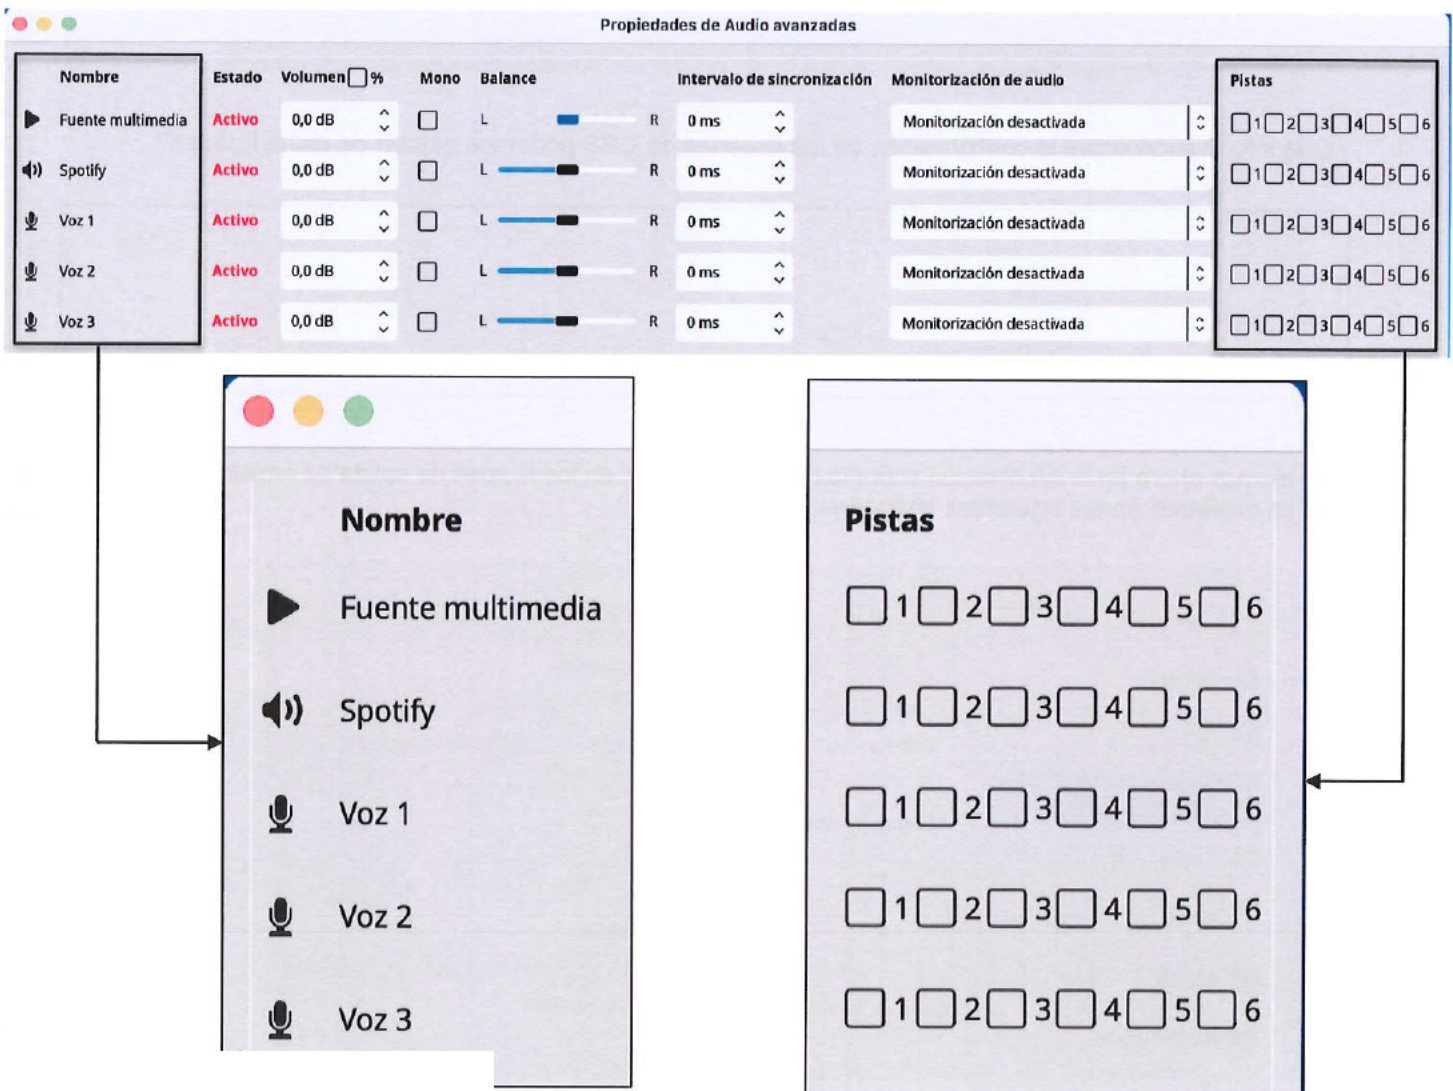 Propiedades de Audio avanzadas
Nombre Estado Volumen % Mono Balance Intervalo de sincronización Monitorización de audio Pistas
Fuente multimedia Activo 0,0 dB L R 0 ms Monitorización desactivada 1 2 3 4 5 6
Spotify Activo 0,0 dB L R 0 ms Monitorización desactivada 1 2 3 4 5 6
Voz 1 Activo 0,0 dB L R 0 ms Monitorización desactivada 1 2 3 4 5 6
Voz 2 Activo 0,0 dB L R 0 ms Monitorización desactivada 1 2 3 4 5 6
Voz 3 Activo 0,0 dB L R 0 ms Monitorización desactivada 1 2 3 4 5 6
Nombre
Fuente multimedia
Spotify
Voz 1
Voz 2
Voz 3
Pistas
1 2 3 4 5 6
1 2 3 4 5 6
1 2 3 4 5 6
1 2 3 4 5 6
1 2 3 4 5 6